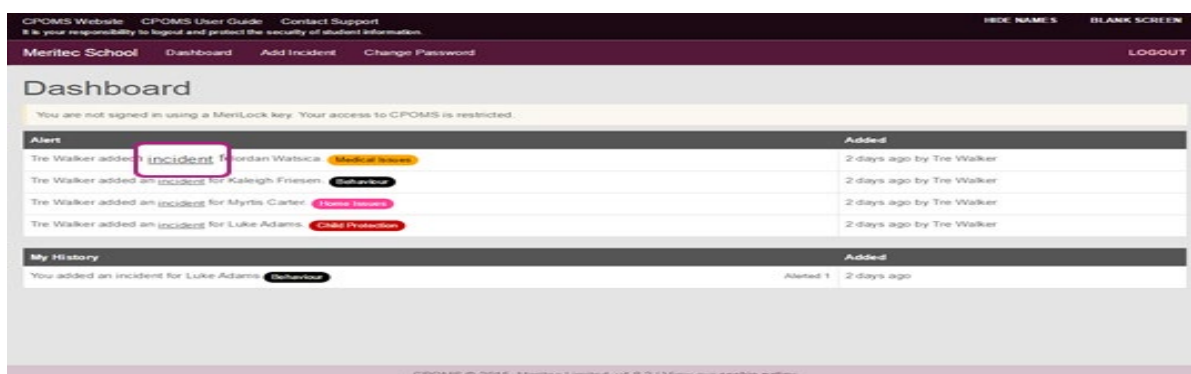 CPOMS Website CPOMS User Guide Contact Support HIDE NAMES BLANK SCREEN
It is your responsibility to logout and protect the security of student information.
Meritec School Dashboard Add Incident Change Password LOGOUT
Dashboard
You are not signed in using a MeriLock key. Your access to CPOMS is restricted.
Alert Added
Tre Walker added incident Jordan Watsica. Medical Issues 2 days ago by Tre Walker
Tre Walker added an incident for Kaleigh Friesen. Behaviour 2 days ago by Tre Walker
Tre Walker added an incident for Myrtis Carter. Home Issues 2 days ago by Tre Walker
Tre Walker added an incident for Luke Adams. Child Protection 2 days ago by Tre Walker
My History Added
You added an incident for Luke Adams Behaviour Alerted 1 2 days ago